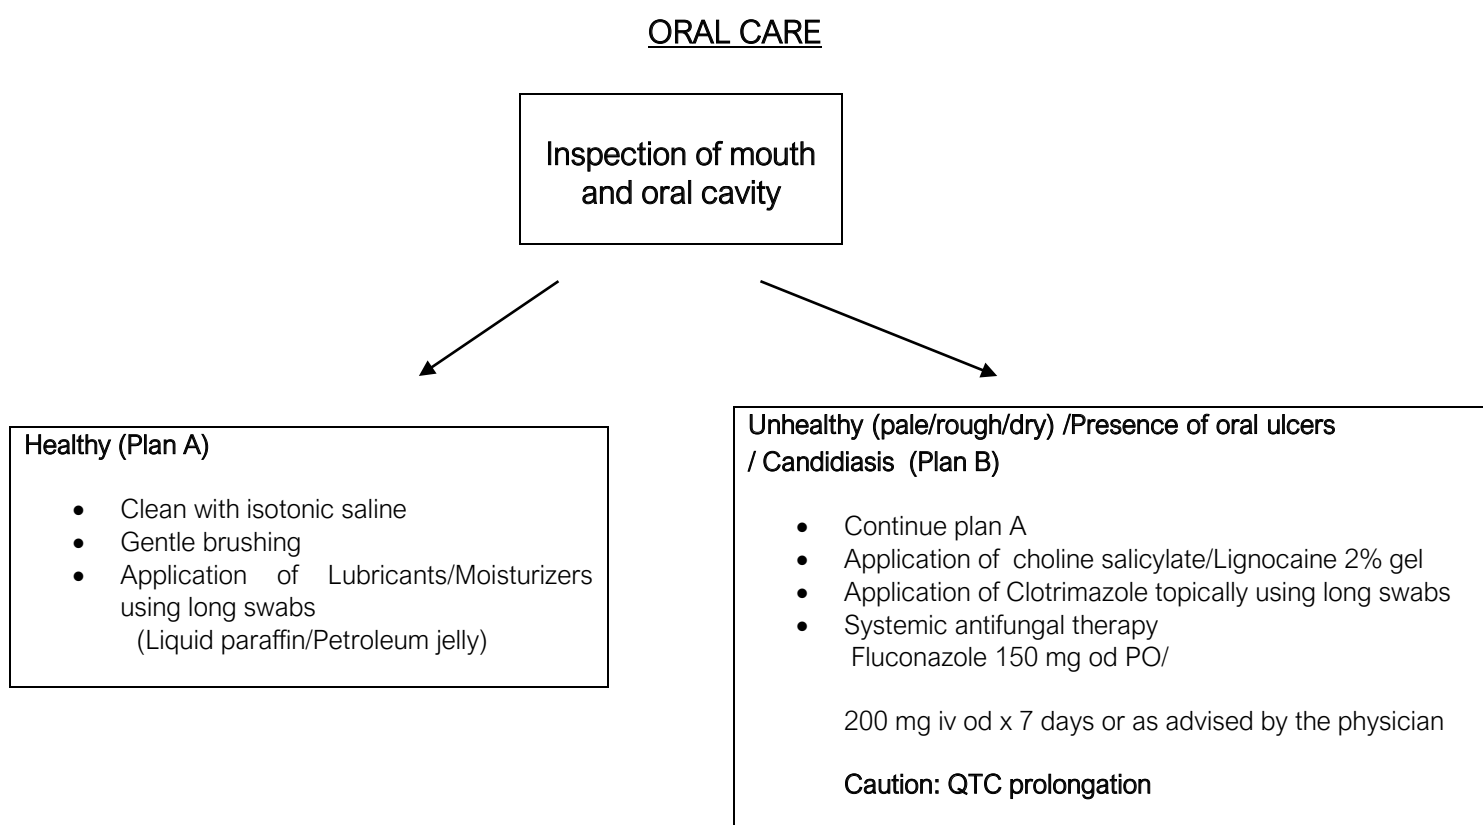 ORAL CARE
Inspection of mouth
and oral cavity
Healthy (Plan A)
• Clean with isotonic saline
• Gentle brushing
• Application of Lubricants/Moisturizers
using long swabs
(Liquid paraffin/Petroleum jelly)
Unhealthy (pale/rough/dry) /Presence of oral ulcers
/ Candidiasis (Plan B)
• Continue plan A
• Application of choline salicylate/Lignocaine 2% gel
• Application of Clotrimazole topically using long swabs
• Systemic antifungal therapy
Fluconazole 150 mg od PO/
200 mg iv od x 7 days or as advised by the physician
Caution: QTC prolongation